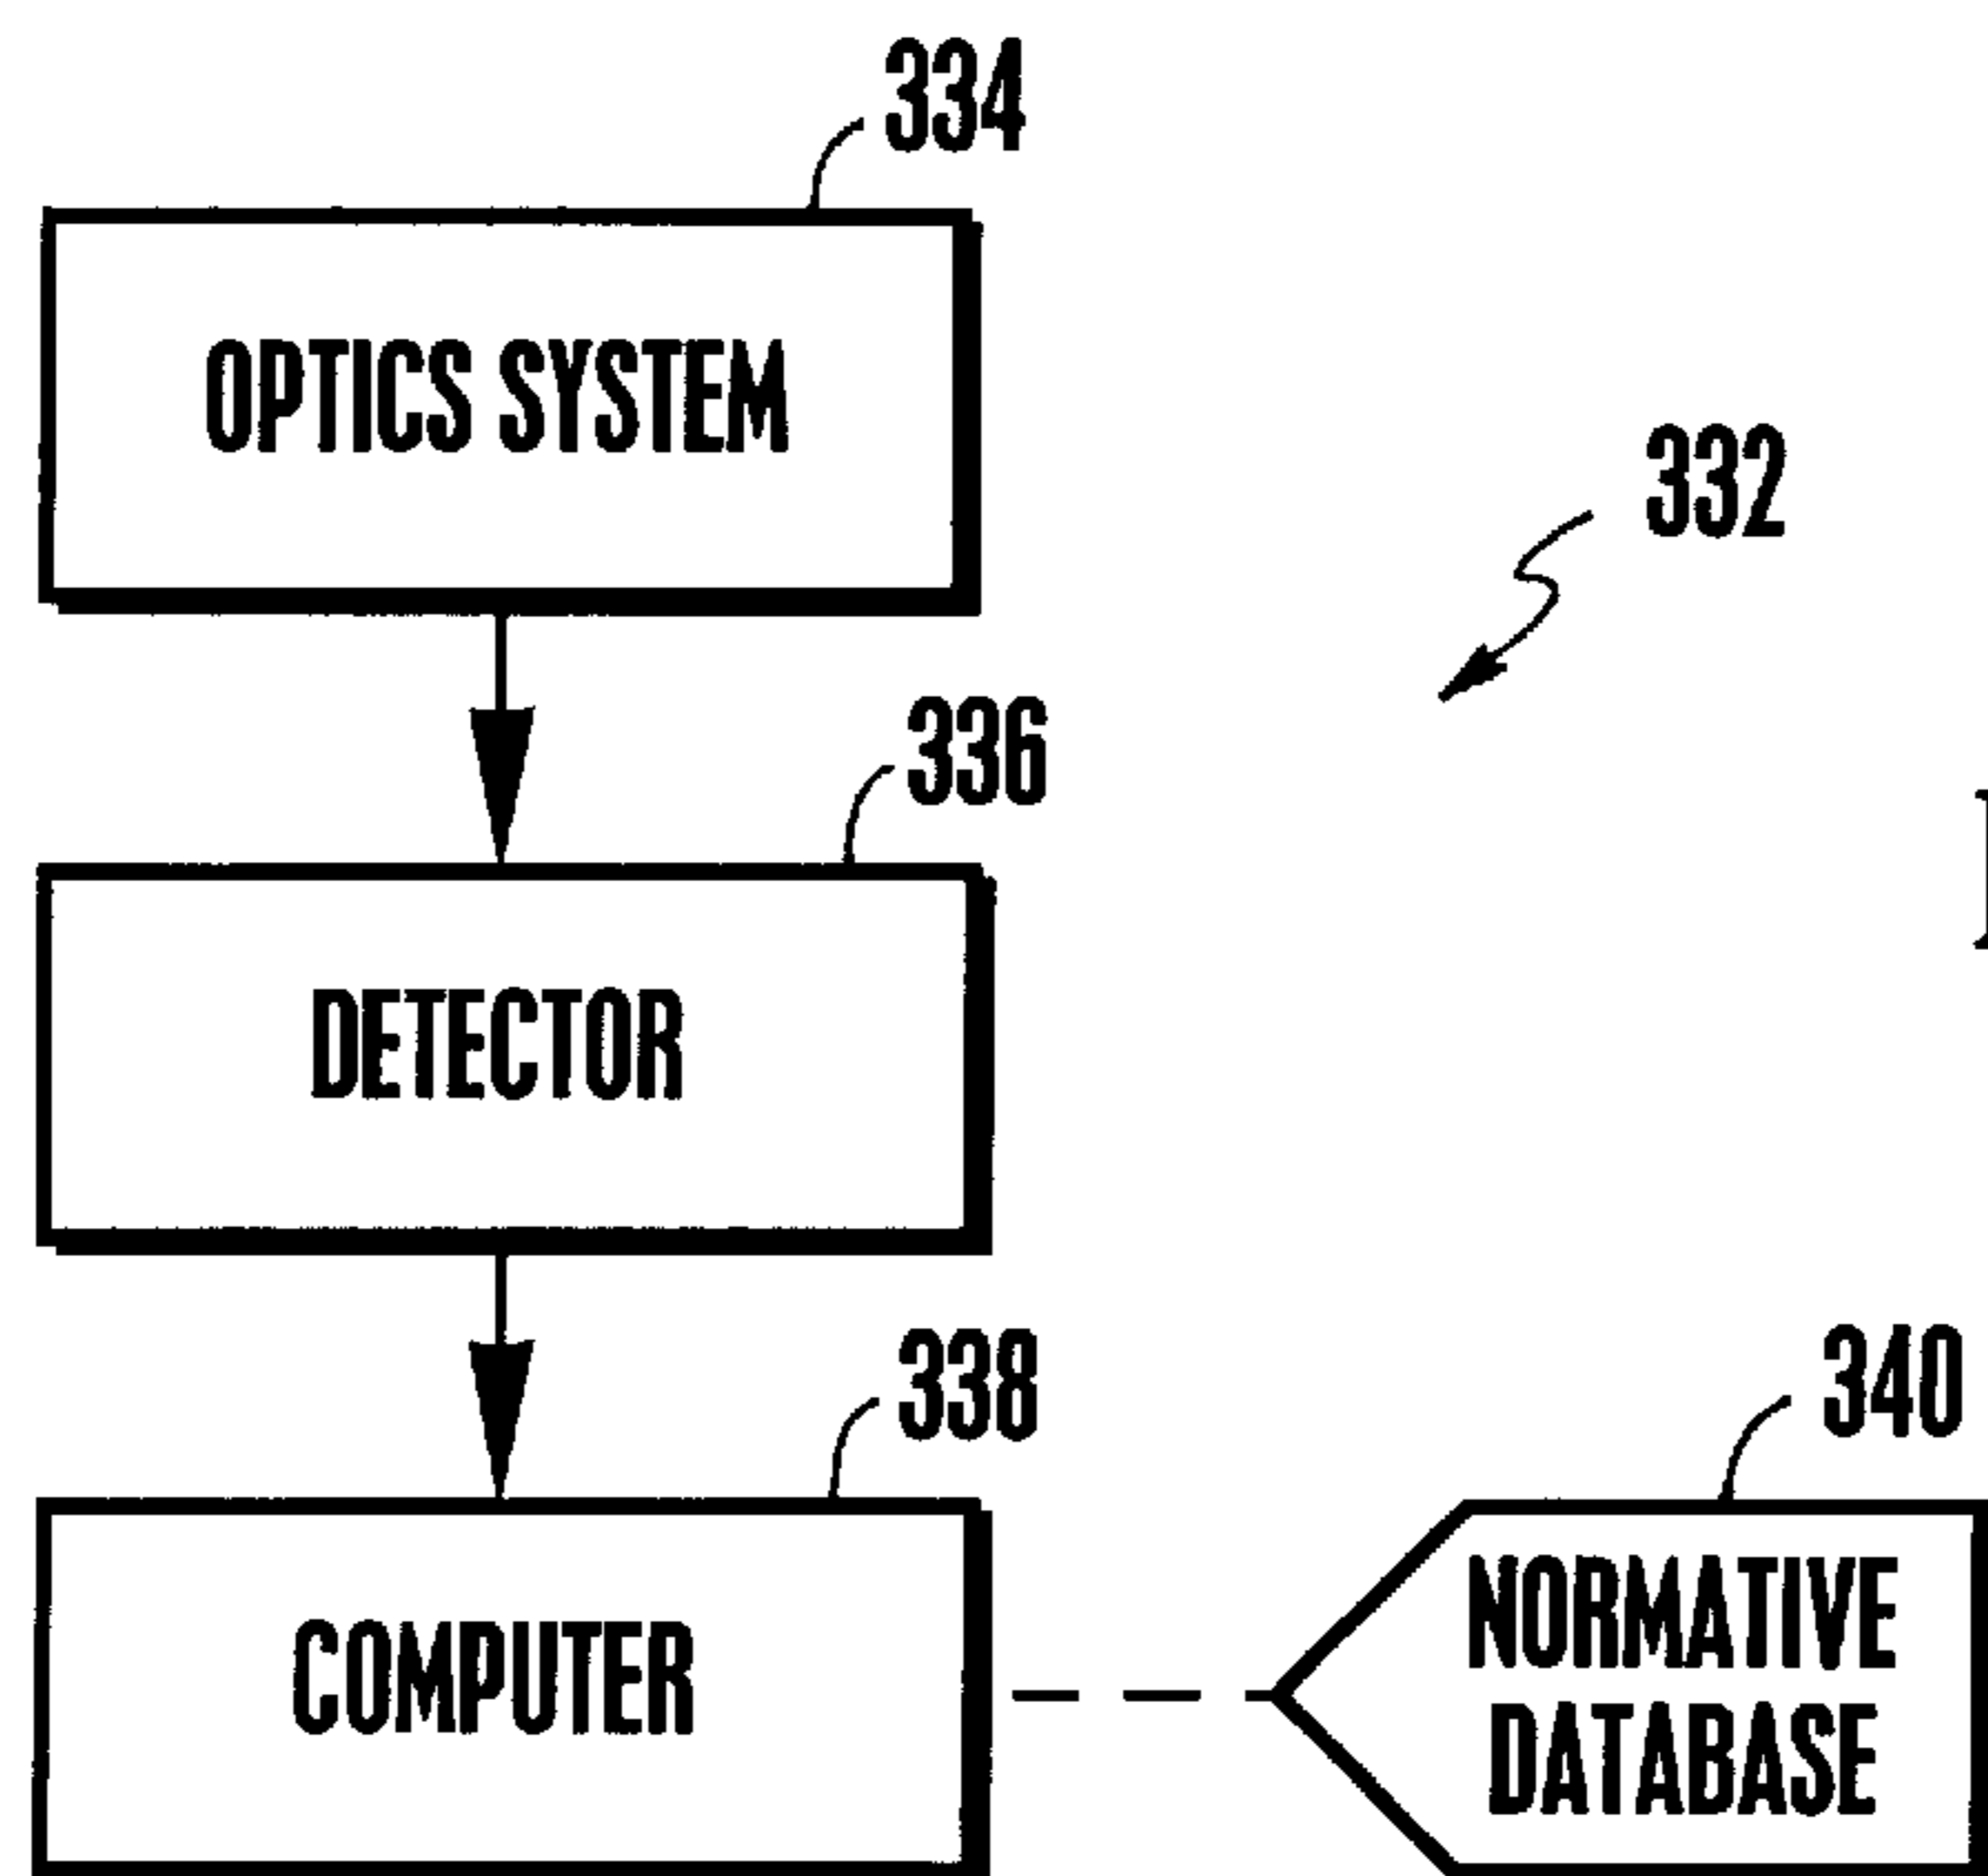 334
OPTICS SYSTEM
332
336
DETECTOR
338
340
COMPUTER
NORMATIVE
DATABASE